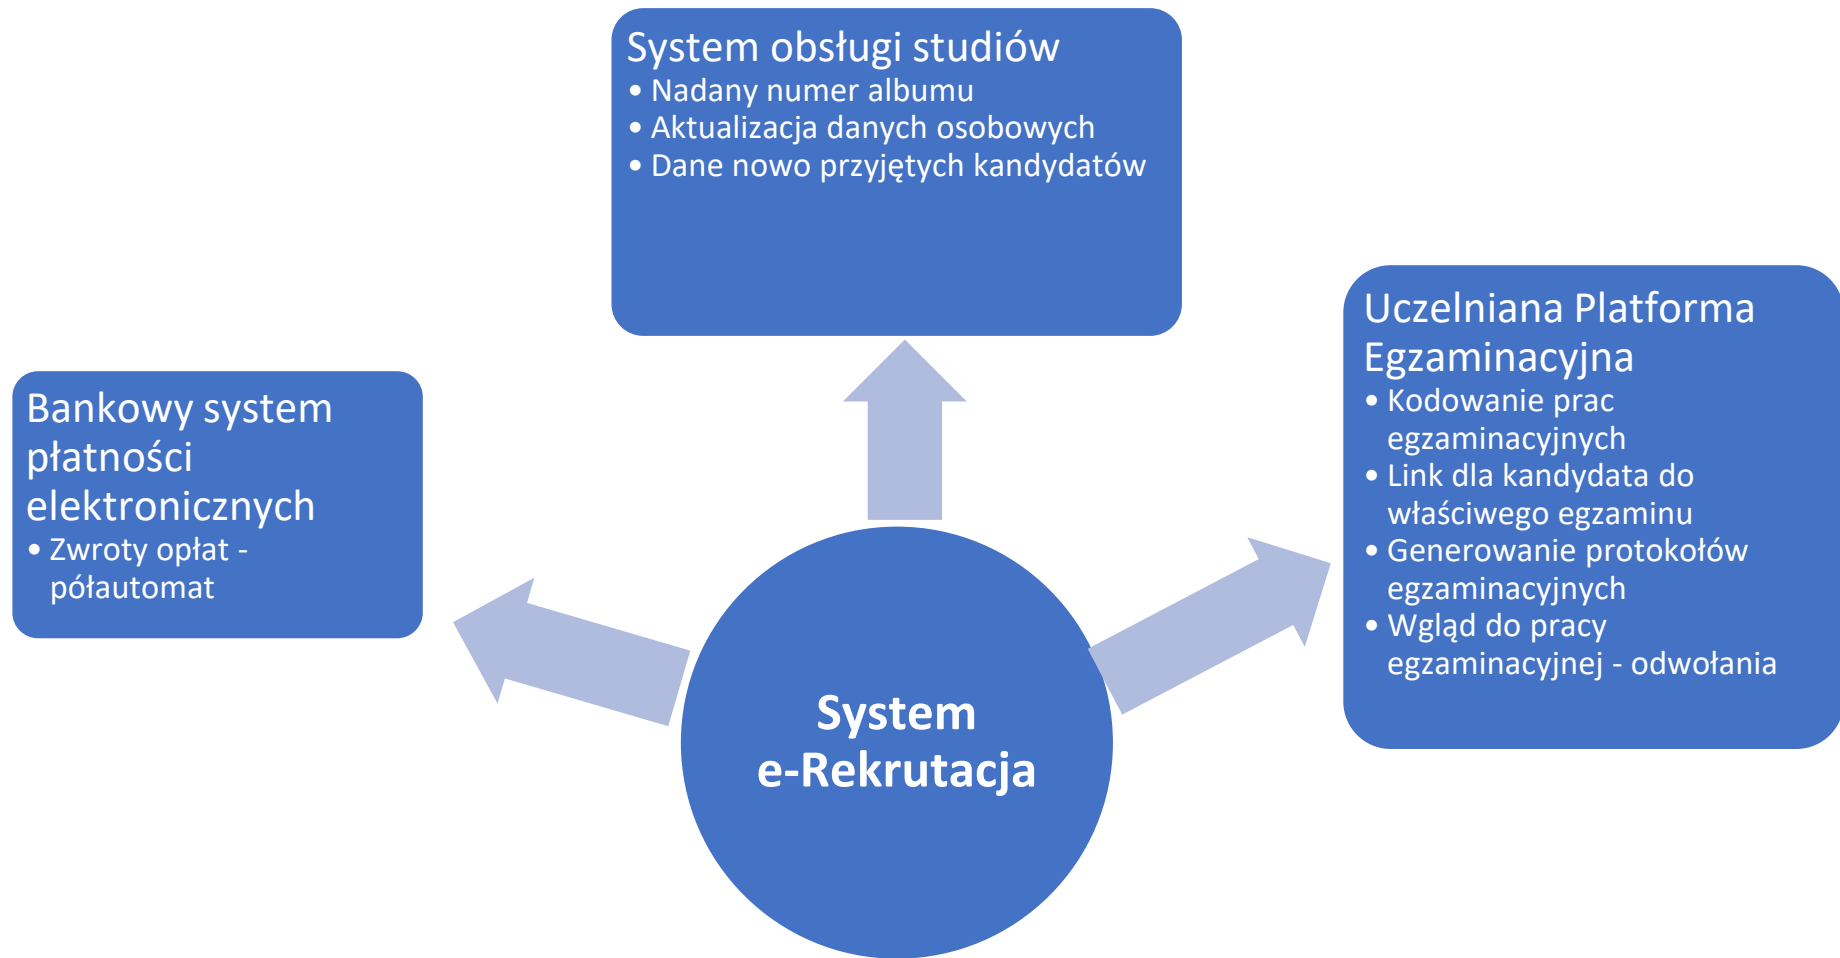 System obsługi studiów
• Nadany numer albumu
• Aktualizacja danych osobowych
• Dane nowo przyjętych kandydatów
Bankowy system
płatności
elektronicznych
• Zwroty opłat -
półautomat
Uczelniana Platforma
Egzaminacyjna
• Kodowanie prac
egzaminacyjnych
• Link dla kandydata do
właściwego egzaminu
• Generowanie protokołów
egzaminacyjnych
• Wgląd do pracy
egzaminacyjnej - odwołania
System
e-Rekrutacja